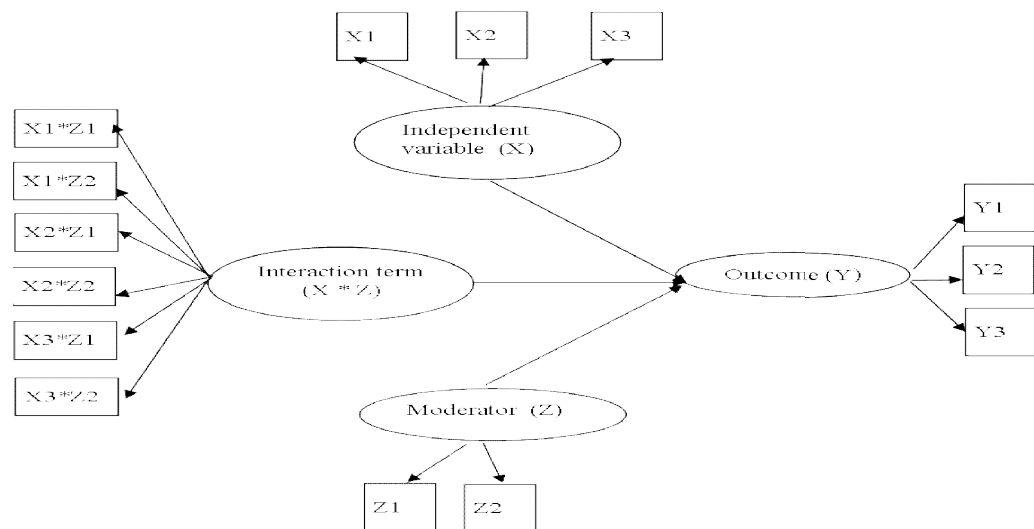 X1
X2
X3
Independent
variable (X)
X1*Z1
X1*Z2
X2*Z1
X2*Z2
X3*Z1
X3*Z2
Interaction term
(X * Z)
Outcome (Y)
Y1
Y2
Y3
Moderator (Z)
Z1
Z2